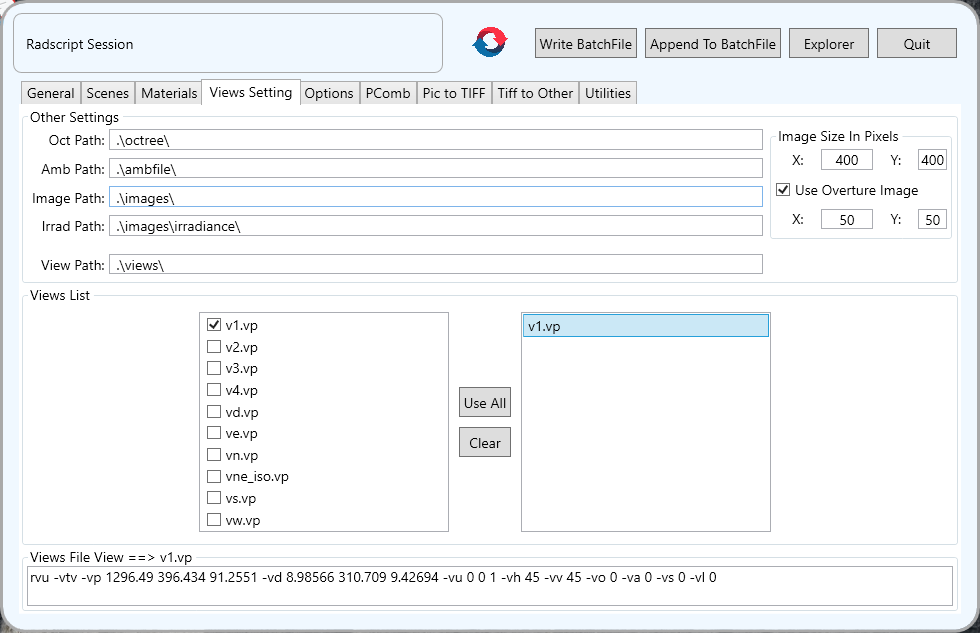 Radscript Session
Write BatchFile Append To BatchFile Explorer Quit
General Scenes Materials Views Setting Options PComb Pic to TIFF Tiff to Other Utilities
Other Settings
Oct Path: .\octree\
Amb Path: .\ambfile\
Image Path: .\images\
Irrad Path: .\images\irradiance\
View Path: .\views\
Image Size In Pixels
X: 400 Y: 400
Use Overture Image
X: 50 Y: 50
Views List
v1.vp
v2.vp
v3.vp
v4.vp
vd.vp
ve.vp
vn.vp
vne_iso.vp
vs.vp
vw.vp
Use All
Clear
v1.vp
Views File View ==> v1.vp
rvu -vtv -vp 1296.49 396.434 91.2551 -vd 8.98566 310.709 9.42694 -vu 0 0 1 -vh 45 -vv 45 -vo 0 -va 0 -vs 0 -vl 0